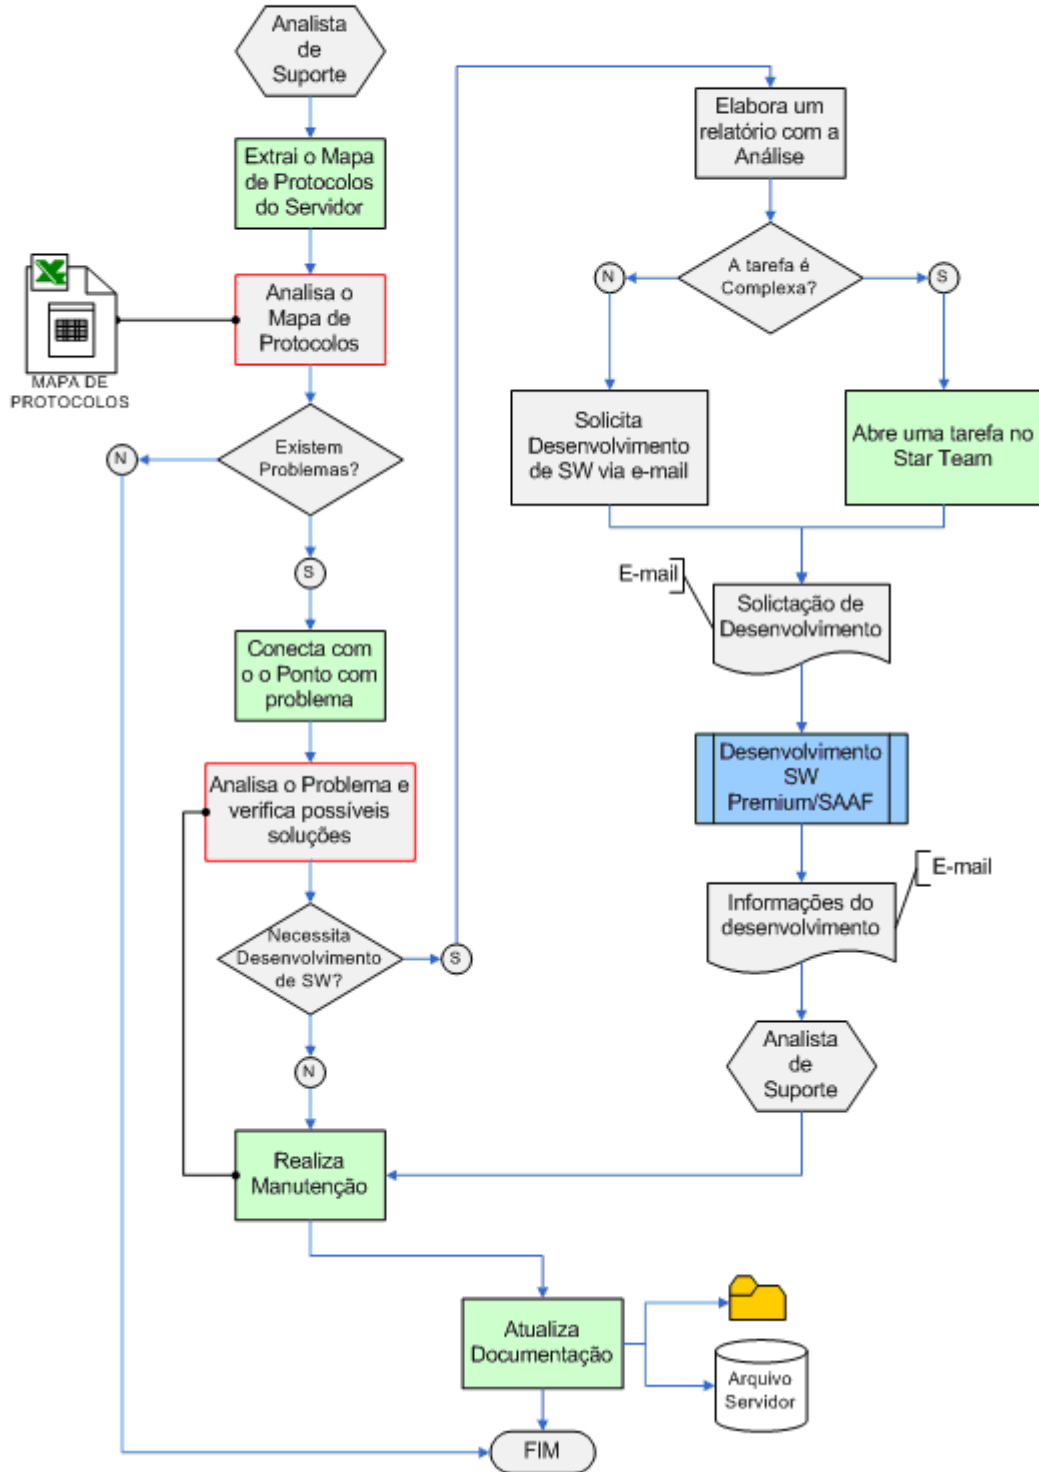 Analista
de
Suporte
Extrai o Mapa
de Protocolos
do Servidor
Analisa o
Mapa de
Protocolos
MAPA DE
PROTOCOLOS
Existem
Problemas?
N
S
Conecta com
o o Ponto com
problema
Analisa o Problema e
verifica possíveis
soluções
Necessita
Desenvolvimento
de SW?
S
N
Realiza
Manutenção
Elabora um
relatório com a
Análise
A tarefa é
Complexa?
N
S
Solicita
Desenvolvimento
de SW via e-mail
Abre uma tarefa no
Star Team
E-mail
Solictação de
Desenvolvimento
Desenvolvimento
SW
Premium/SAAF
E-mail
Informações do
desenvolvimento
Analista
de
Suporte
Atualiza
Documentação
Arquivo
Servidor
FIM